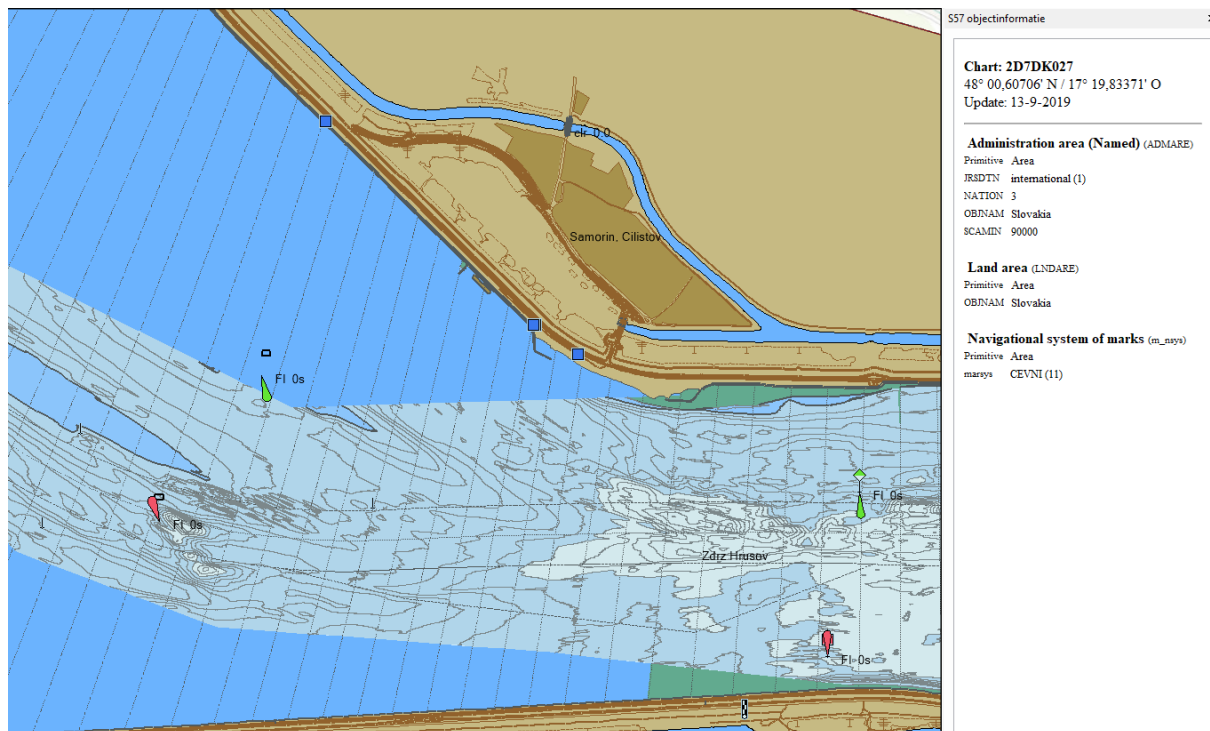 S57 objectinformatie
Chart: 2D7DK027
48° 00,60706' N / 17° 19,83371' O
Update: 13-9-2019
Administration area (Named) (ADMARE)
Primitive Area
JRSDTN international (1)
NATION 3
OBJNAM Slovakia
SCAMIN 90000
Land area (LNDARE)
Primitive Area
OBJNAM Slovakia
Navigational system of marks (m_nsys)
Primitive Area
marsys CEVNI (11)
clr 0.0
Samorin, Cilistov
Fl 0s
Fl 0s
Fl 0s
Zdrz Hrusov
Fl 0s